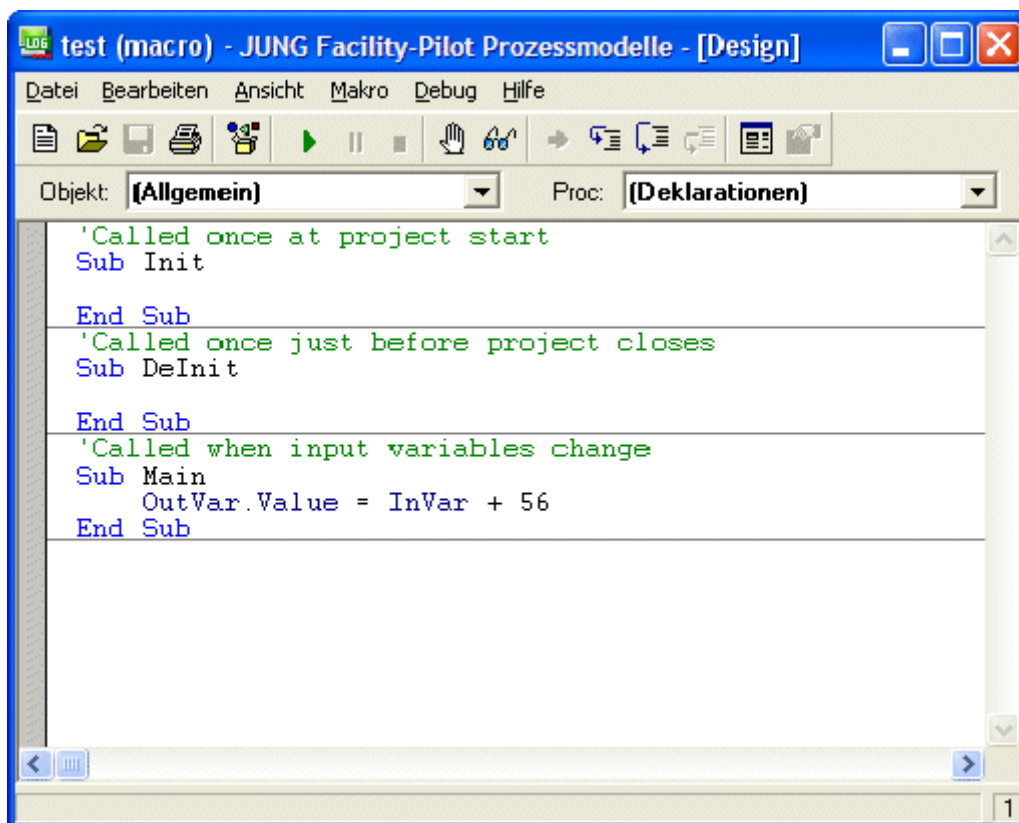 LOG test (macro) - JUNG Facility-Pilot Prozessmodelle - [Design]
Datei Bearbeiten Ansicht Makro Debug Hilfe
Objekt: (Allgemein) Proc: (Deklarationen)
'Called once at project start
Sub Init
End Sub
'Called once just before project closes
Sub DeInit
End Sub
'Called when input variables change
Sub Main
OutVar.Value = InVar + 56
End Sub
1